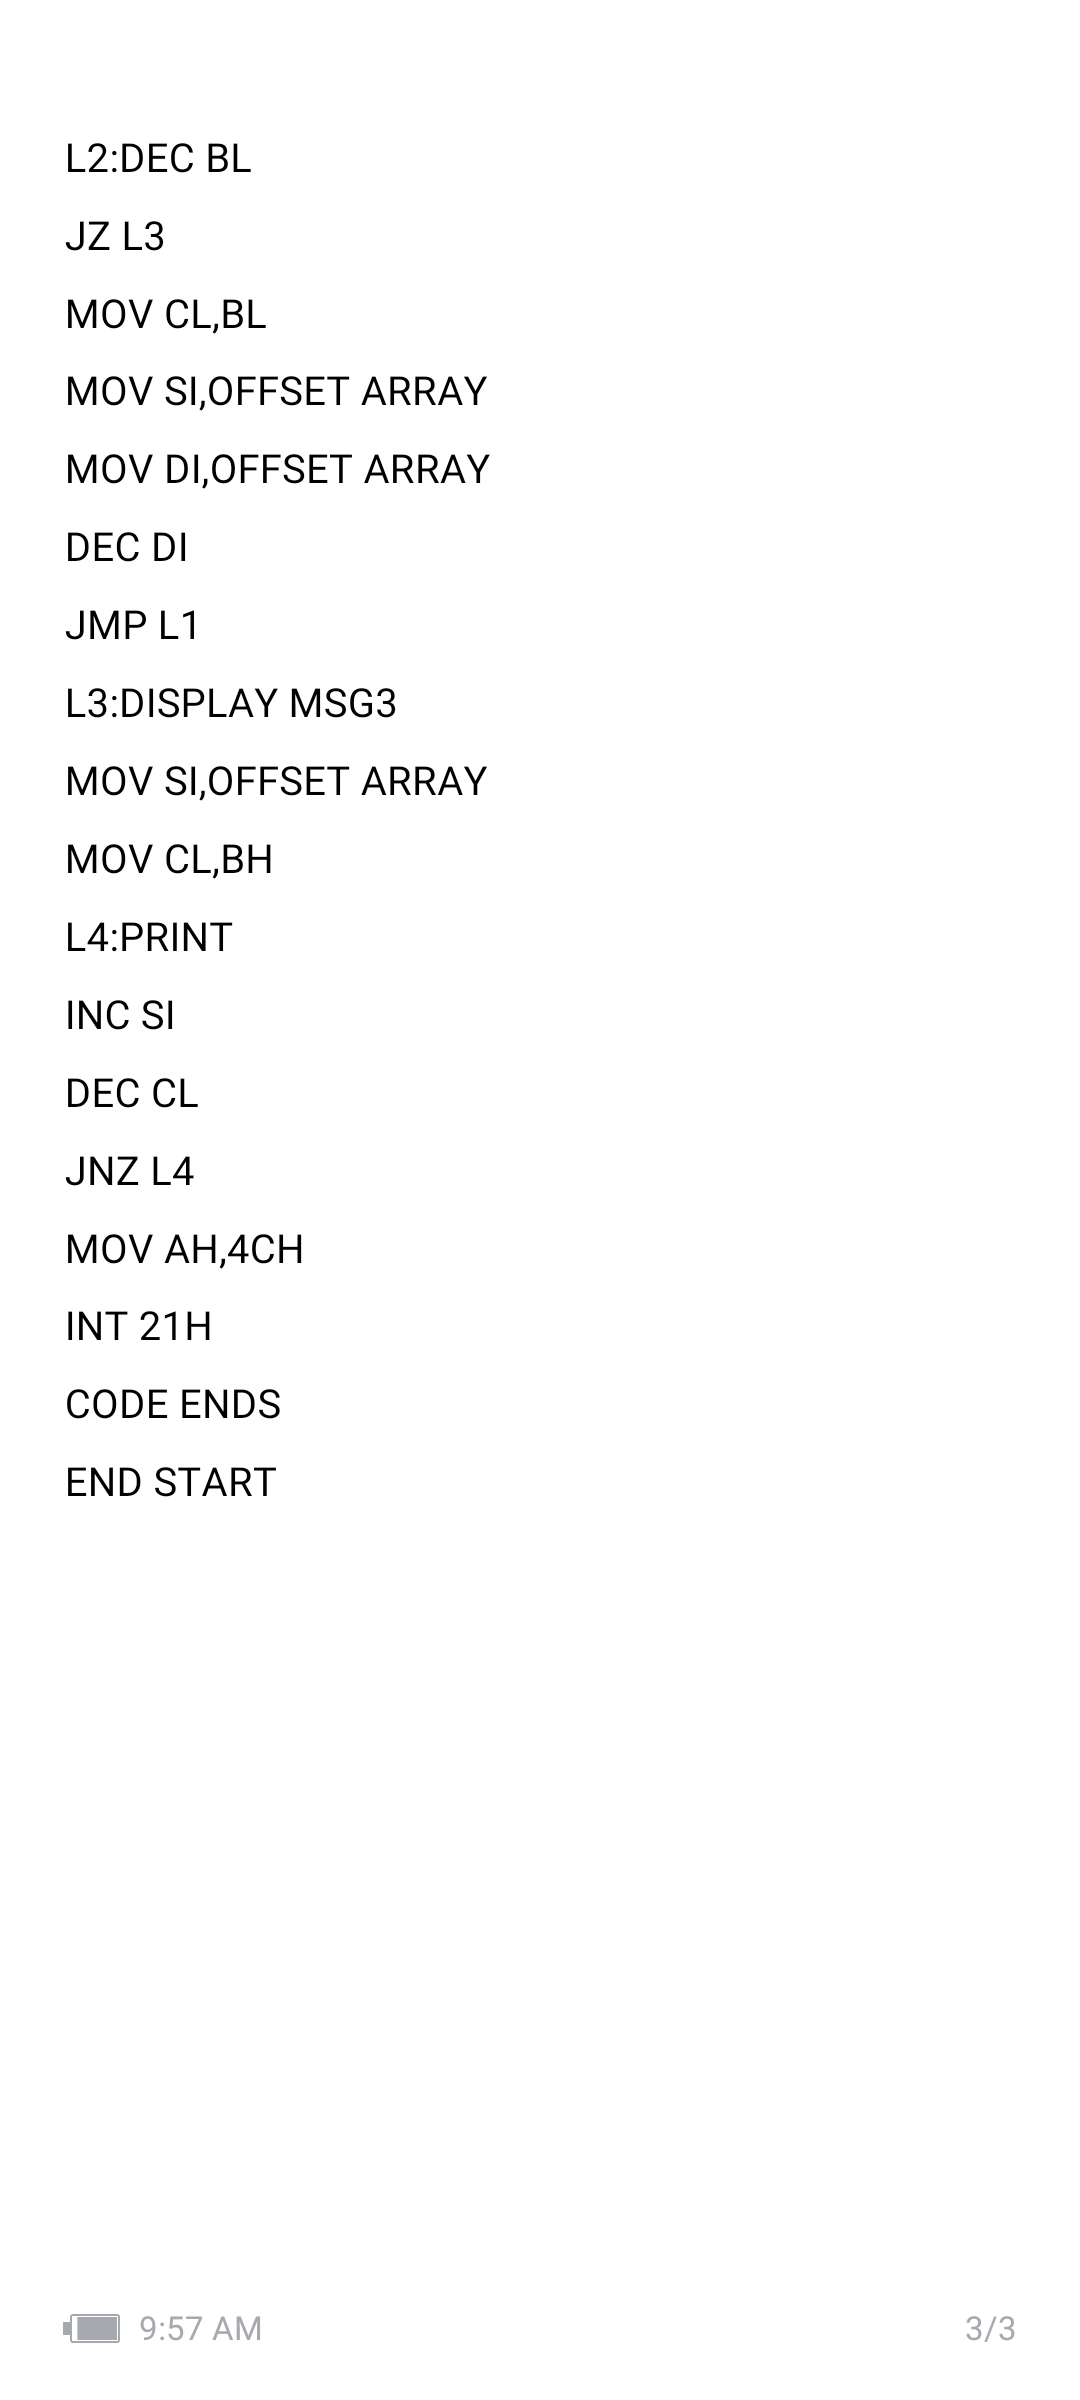 L2:DEC BL
JZ L3
MOV CL,BL
MOV SI,OFFSET ARRAY
MOV DI,OFFSET ARRAY
DEC DI
JMP L1
L3:DISPLAY MSG3
MOV SI,OFFSET ARRAY
MOV CL,BH
L4:PRINT
INC SI
DEC CL
JNZ L4
MOV AH,4CH
INT 21H
CODE ENDS
END START
9:57 AM 3/3